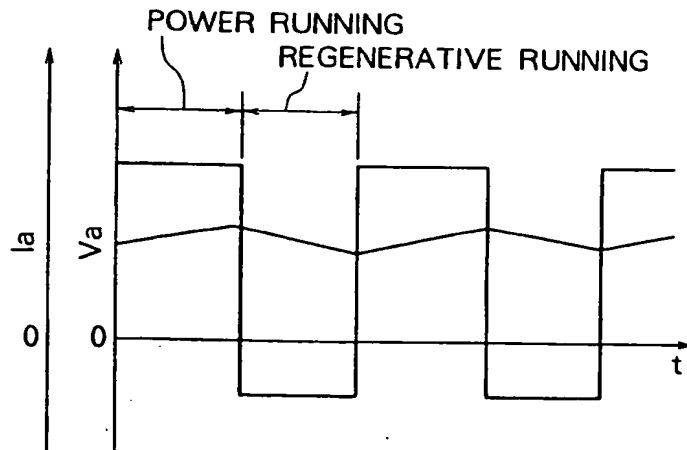 POWER RUNNING
REGENERATIVE RUNNING
Ia
Va
0
0
t